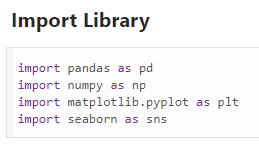 Import Library
import pandas as pd
import numpy as np
import matplotlib.pyplot as plt
import seaborn as sns